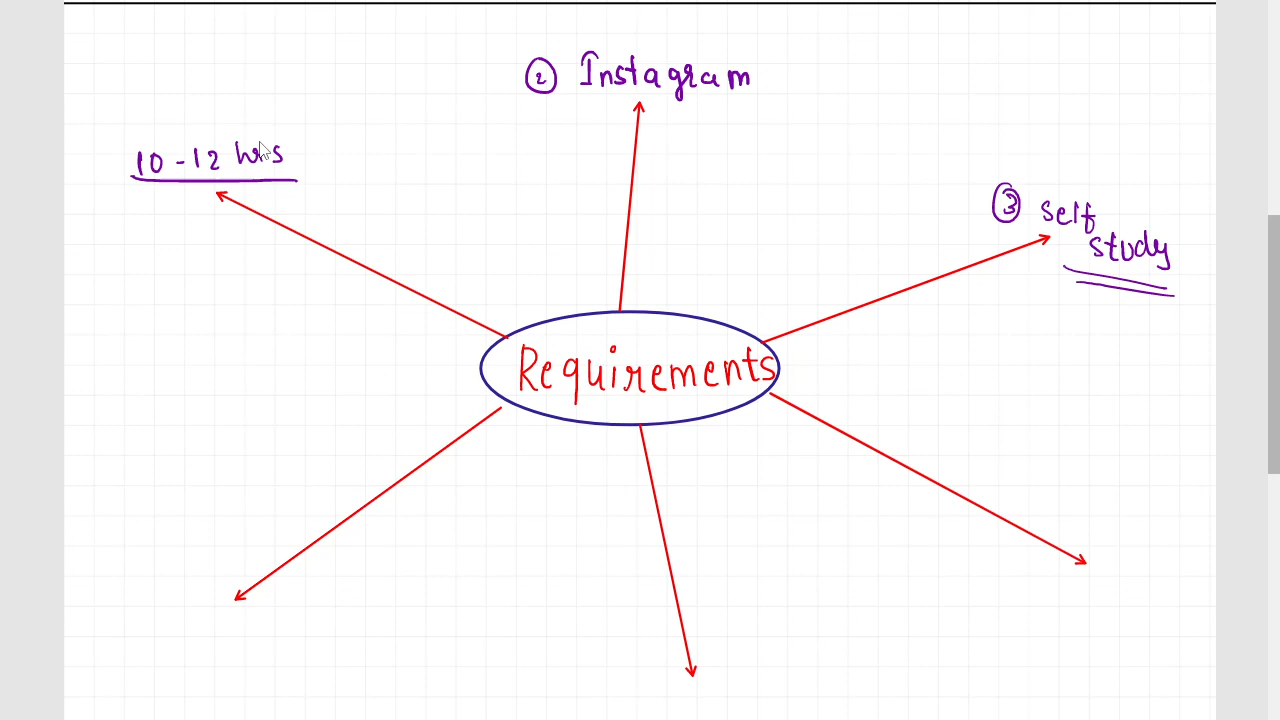 ② Instagram
10-12 hrs
③ Self
study
Requirements